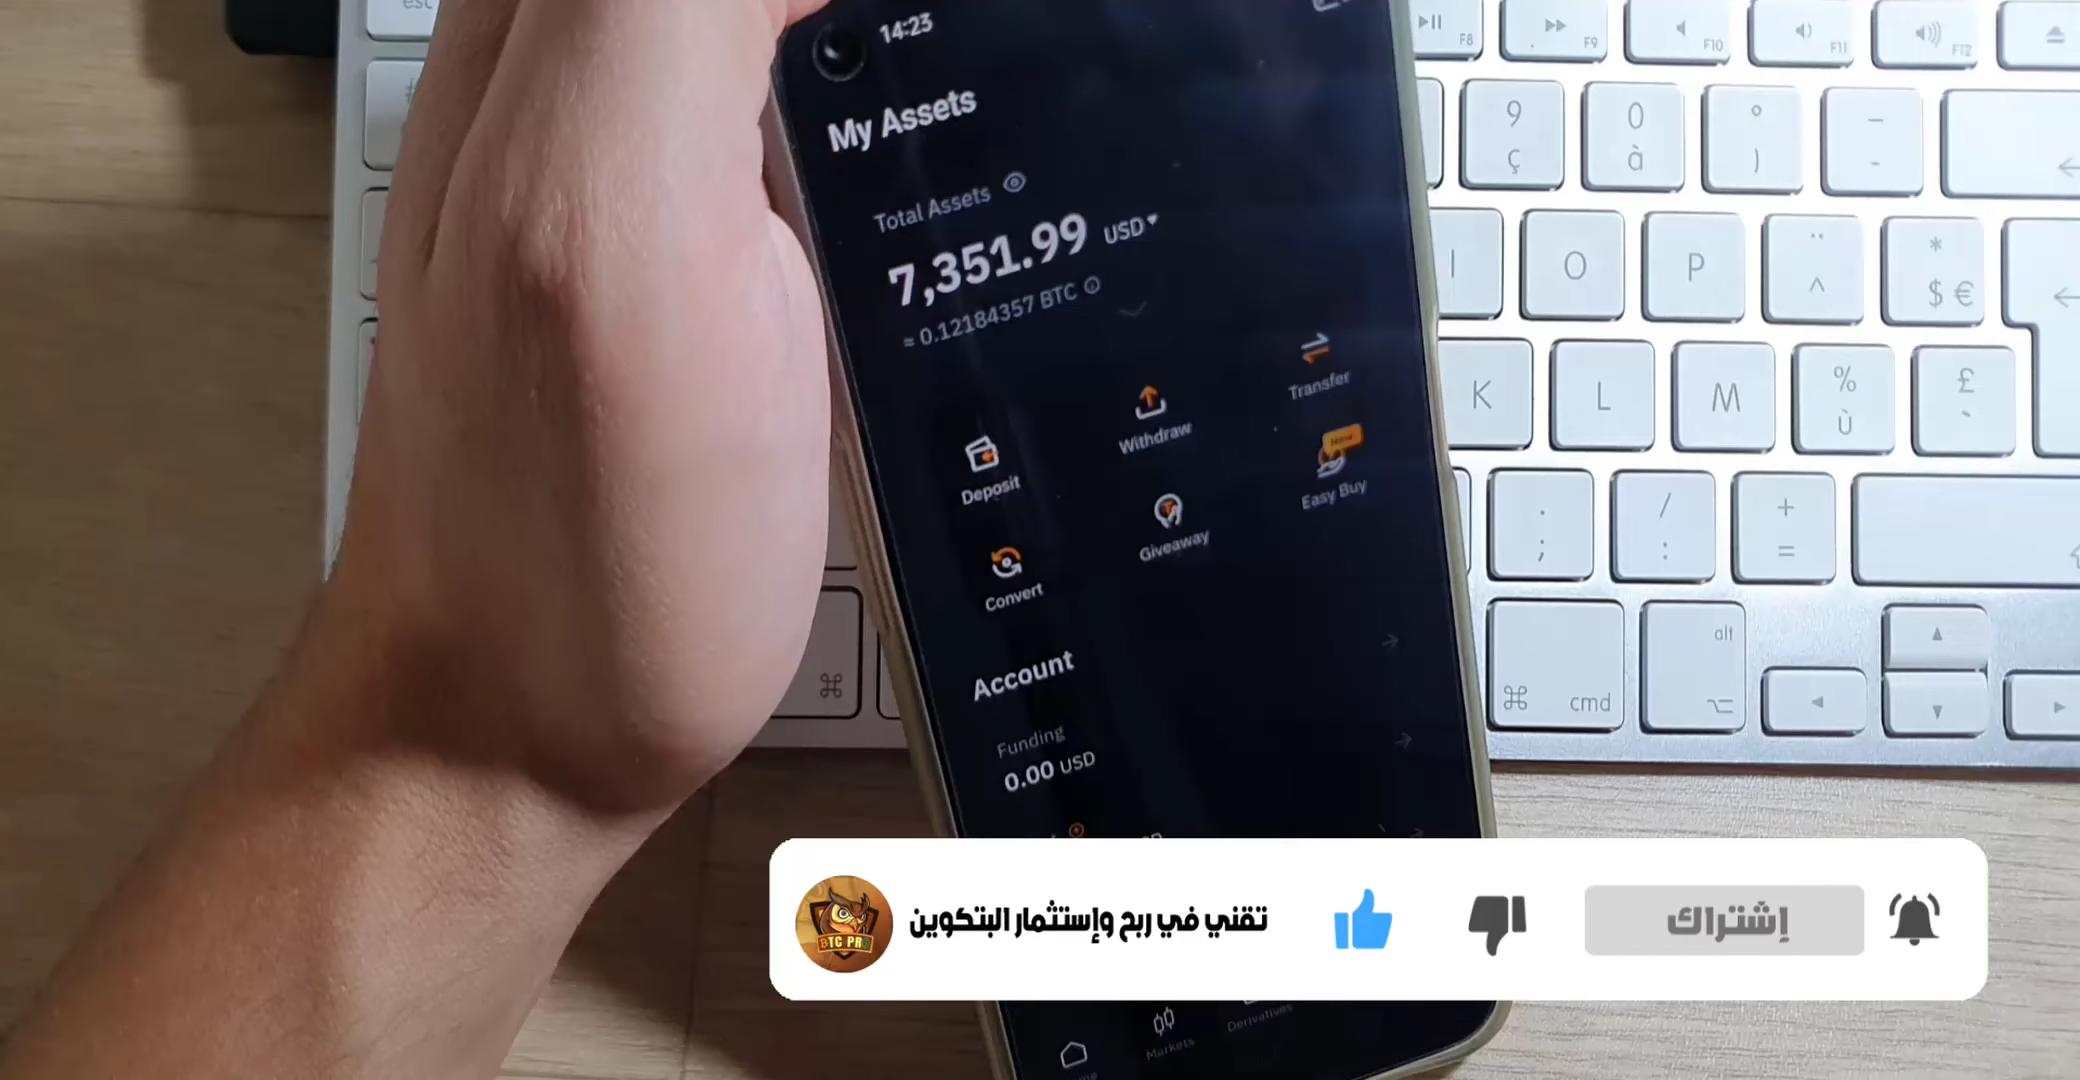 14:23
My Assets
Total Assets
7,351.99 USD
≈ 0.12184357 BTC
Deposit
Withdraw
Transfer
Convert
Giveaway
Easy Buy
Account
Funding
0.00 USD
تقني في ربح وإستثمار البتكوين
إشتراك
BTC PRO
Markets
Derivatives
esc
F8
F9
F10
F11
F12
9
ç
0
à
°
)
_
-
I
O
P
¨
^
*
$ €
K
L
M
%
ù
£
`
.
;
/
:
+
=
⌘
⌘ cmd
alt